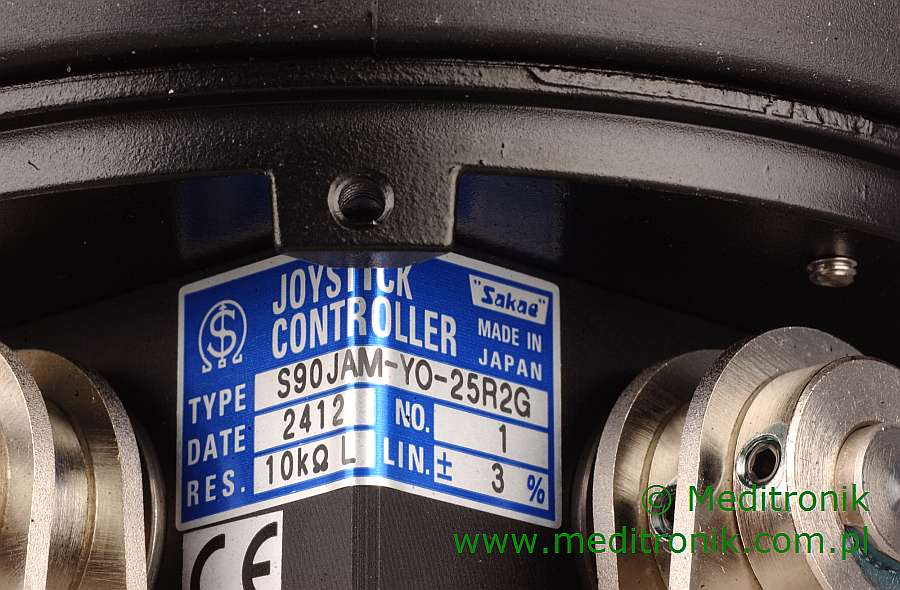 JOYSTICK
CONTROLLER
"Sakae"
MADE IN
JAPAN
TYPE S90JAM-YO-25R2G
DATE 2412 NO. 1
RES. 10kΩ L LIN. ± 3 %
CE
© Meditronik
www.meditronik.com.pl